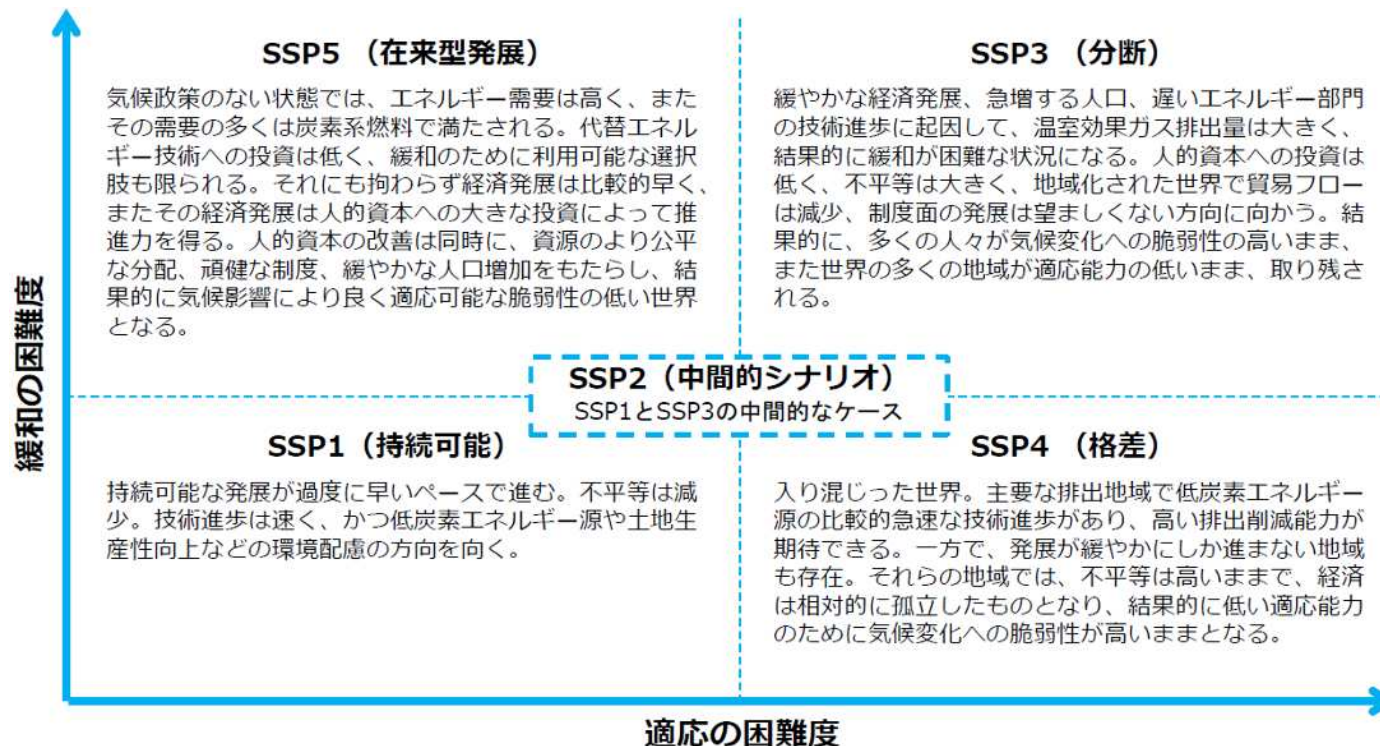 緩和の困難度
SSP5 （在来型発展）
気候政策のない状態では、エネルギー需要は高く、また
その需要の多くは炭素系燃料で満たされる。代替エネル
ギー技術への投資は低く、緩和のために利用可能な選択
肢も限られる。それにも拘わらず経済発展は比較的早く、
またその経済発展は人的資本への大きな投資によって推
進力を得る。人的資本の改善は同時に、資源のより公平
な分配、頑健な制度、緩やかな人口増加をもたらし、結
果的に気候影響により良く適応可能な脆弱性の低い世界
となる。
SSP3 （分断）
緩やかな経済発展、急増する人口、遅いエネルギー部門
の技術進歩に起因して、温室効果ガス排出量は大きく、
結果的に緩和が困難な状況になる。人的資本への投資は
低く、不平等は大きく、地域化された世界で貿易フロー
は減少、制度面の発展は望ましくない方向に向かう。結
果的に、多くの人々が気候変化への脆弱性の高いまま、
また世界の多くの地域が適応能力の低いまま、取り残さ
れる。
SSP2（中間的シナリオ）
SSP1とSSP3の中間的なケース
SSP1（持続可能）
持続可能な発展が過度に早いペースで進む。不平等は減
少。技術進歩は速く、かつ低炭素エネルギー源や土地生
産性向上などの環境配慮の方向を向く。
SSP4 （格差）
入り混じった世界。主要な排出地域で低炭素エネルギー
源の比較的急速な技術進歩があり、高い排出削減能力が
期待できる。一方で、発展が緩やかにしか進まない地域
も存在。それらの地域では、不平等は高いままで、経済
は相対的に孤立したものとなり、結果的に低い適応能力
のために気候変化への脆弱性が高いままとなる。
適応の困難度